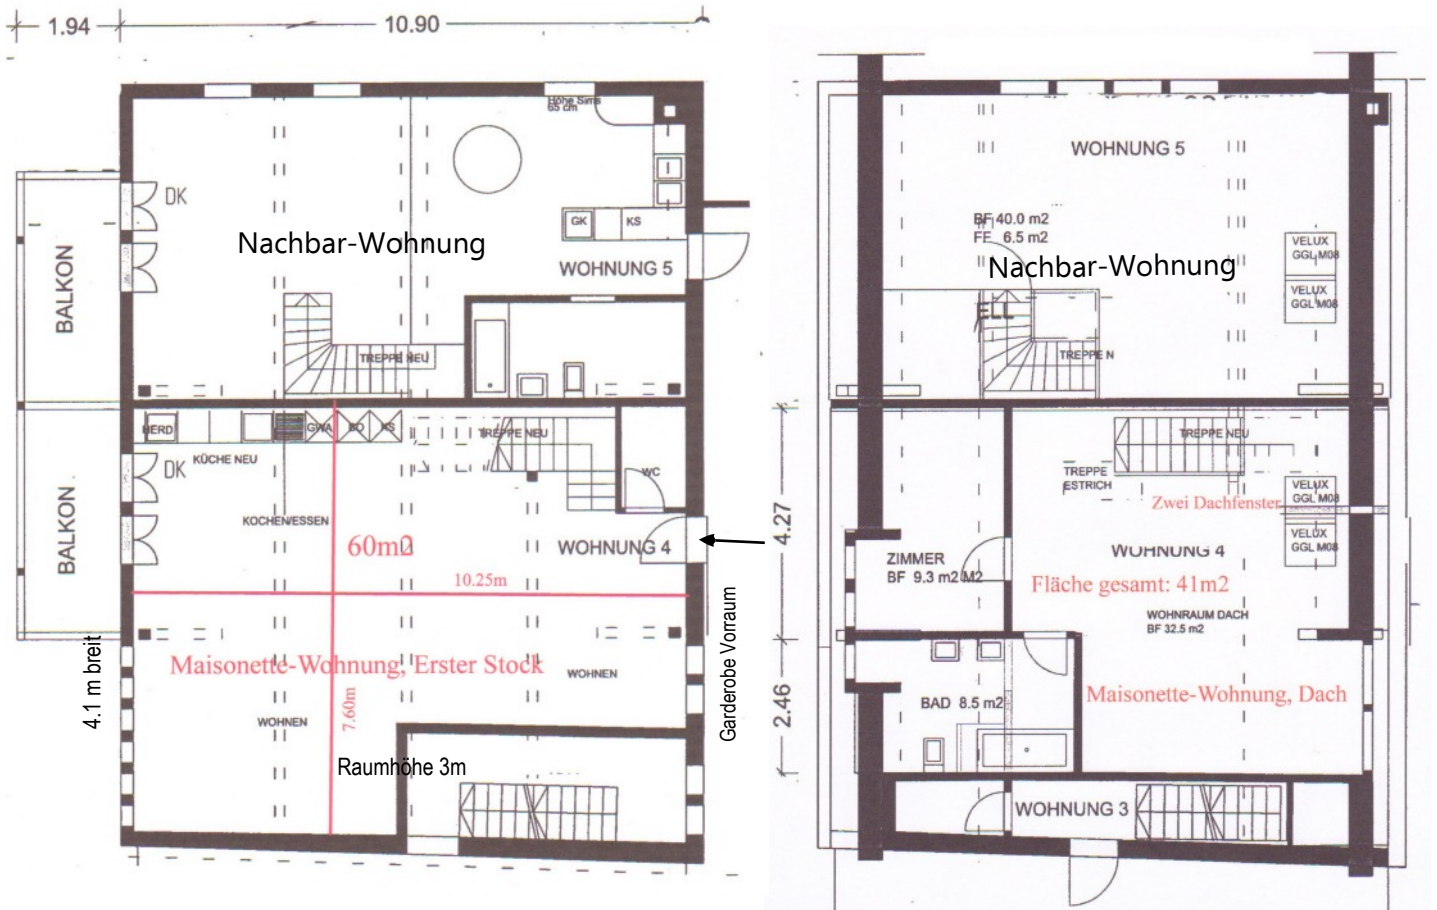 1.94
10.90
Höhe Sims
65 cm
DK
BALKON
Nachbar-Wohnung
GK
KS
WOHNUNG 5
TREPPE NEU
HERD
GWA
KS
TREPPE NEU
KÜCHE NEU
DK
WC
BALKON
KOCHEN/ESSEN
60m2
WOHNUNG 4
10.25m
4.1 m breit
Maisonette-Wohnung, Erster Stock
WOHNEN
7.60m
WOHNEN
Raumhöhe 3m
Garderobe Vorraum
WOHNUNG 5
BF 40.0 m2
FF 6.5 m2
VELUX
GGL M08
Nachbar-Wohnung
VELUX
GGL M08
ELL
TREPPE N
4.27
TREPPE NEU
TREPPE
ESTRICH
VELUX
GGL M08
Zwei Dachfenster
VELUX
GGL M08
WOHNUNG 4
ZIMMER
BF 9.3 m2 M2
Fläche gesamt: 41m2
WOHNRAUM DACH
BF 32.5 m2
2.46
BAD 8.5 m2
Maisonette-Wohnung, Dach
WOHNUNG 3